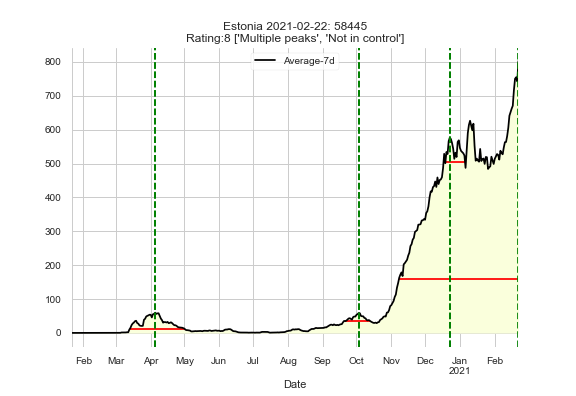 Estonia 2021-02-22: 58445
Rating:8 ['Multiple peaks', 'Not in control']
Average-7d
800
700
600
500
400
300
200
100
0
Feb Mar Apr May Jun Jul Aug Sep Oct Nov Dec Jan Feb
2021
Date